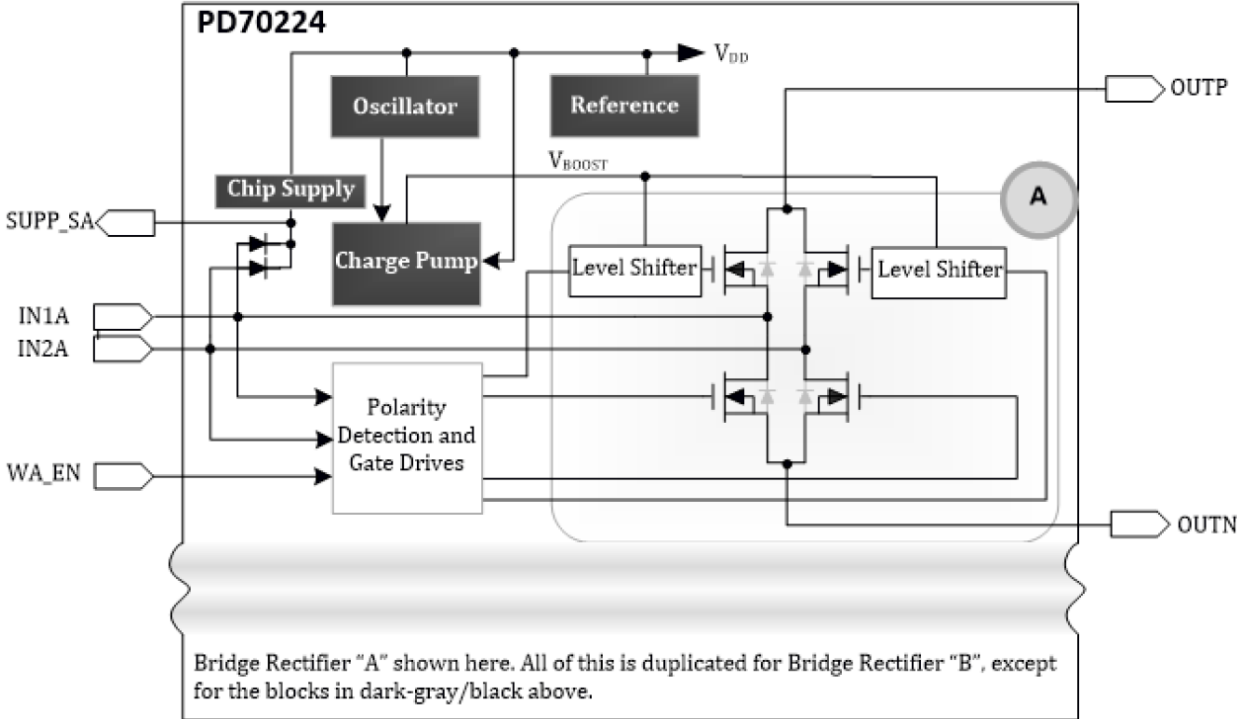 PD70224
V_DD
OUTP
Oscillator
Reference
V_BOOST
Chip Supply
A
SUPP_SA
Charge Pump
Level Shifter
Level Shifter
IN1A
IN2A
Polarity
Detection and
Gate Drives
WA_EN
OUTN
Bridge Rectifier "A" shown here. All of this is duplicated for Bridge Rectifier "B", except
for the blocks in dark-gray/black above.